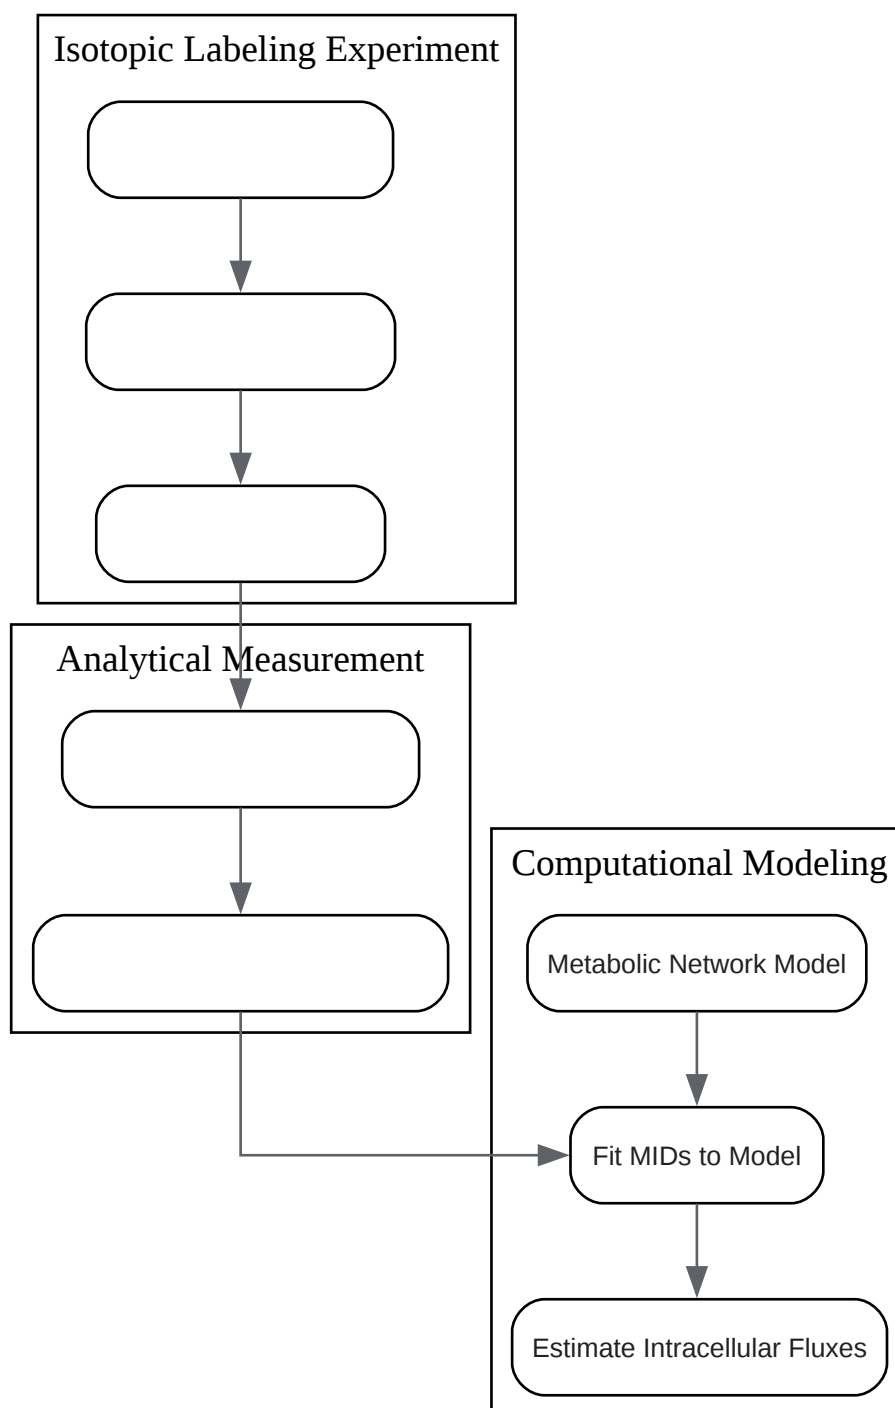 Isotopic Labeling Experiment
Analytical Measurement
Computational Modeling
Metabolic Network Model
Fit MIDs to Model
Estimate Intracellular Fluxes